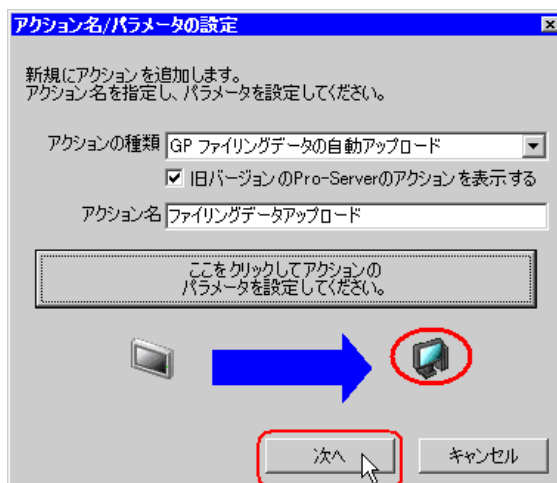 アクション名/パラメータの設定
新規にアクションを追加します。
アクション名を指定し、パラメータを設定してください。
アクションの種類 GP ファイリングデータの自動アップロード
旧バージョンのPro-Serverのアクションを表示する
アクション名 ファイリングデータアップロード
ここをクリックしてアクションの
パラメータを設定してください。
次へ キャンセル